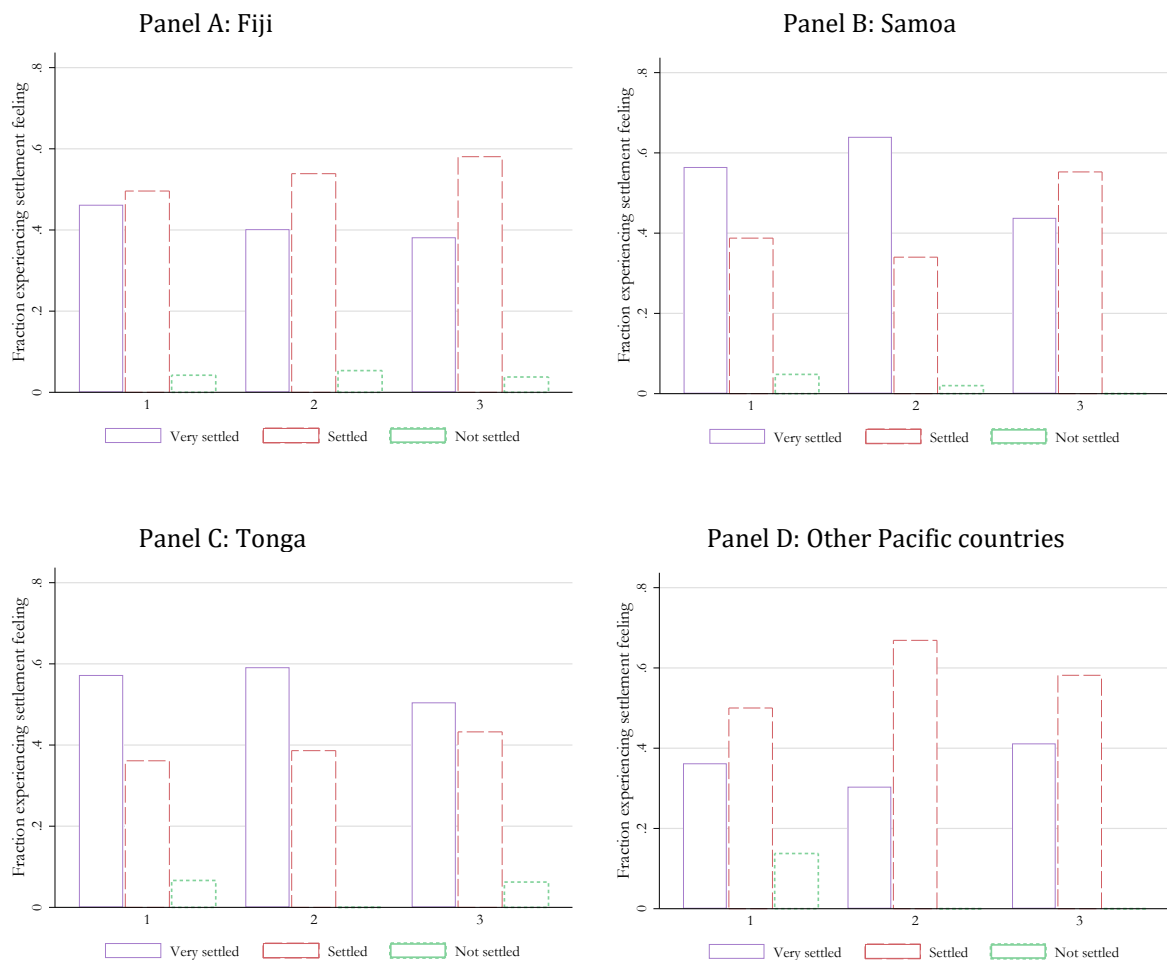 Panel A: Fiji
Fraction experiencing settlement feeling
.8
.6
.4
.2
0
1 2 3
Very settled Settled Not settled
Panel B: Samoa
Fraction experiencing settlement feeling
.8
.6
.4
.2
0
1 2 3
Very settled Settled Not settled
Panel C: Tonga
Fraction experiencing settlement feeling
.8
.6
.4
.2
0
1 2 3
Very settled Settled Not settled
Panel D: Other Pacific countries
Fraction experiencing settlement feeling
.8
.6
.4
.2
0
1 2 3
Very settled Settled Not settled